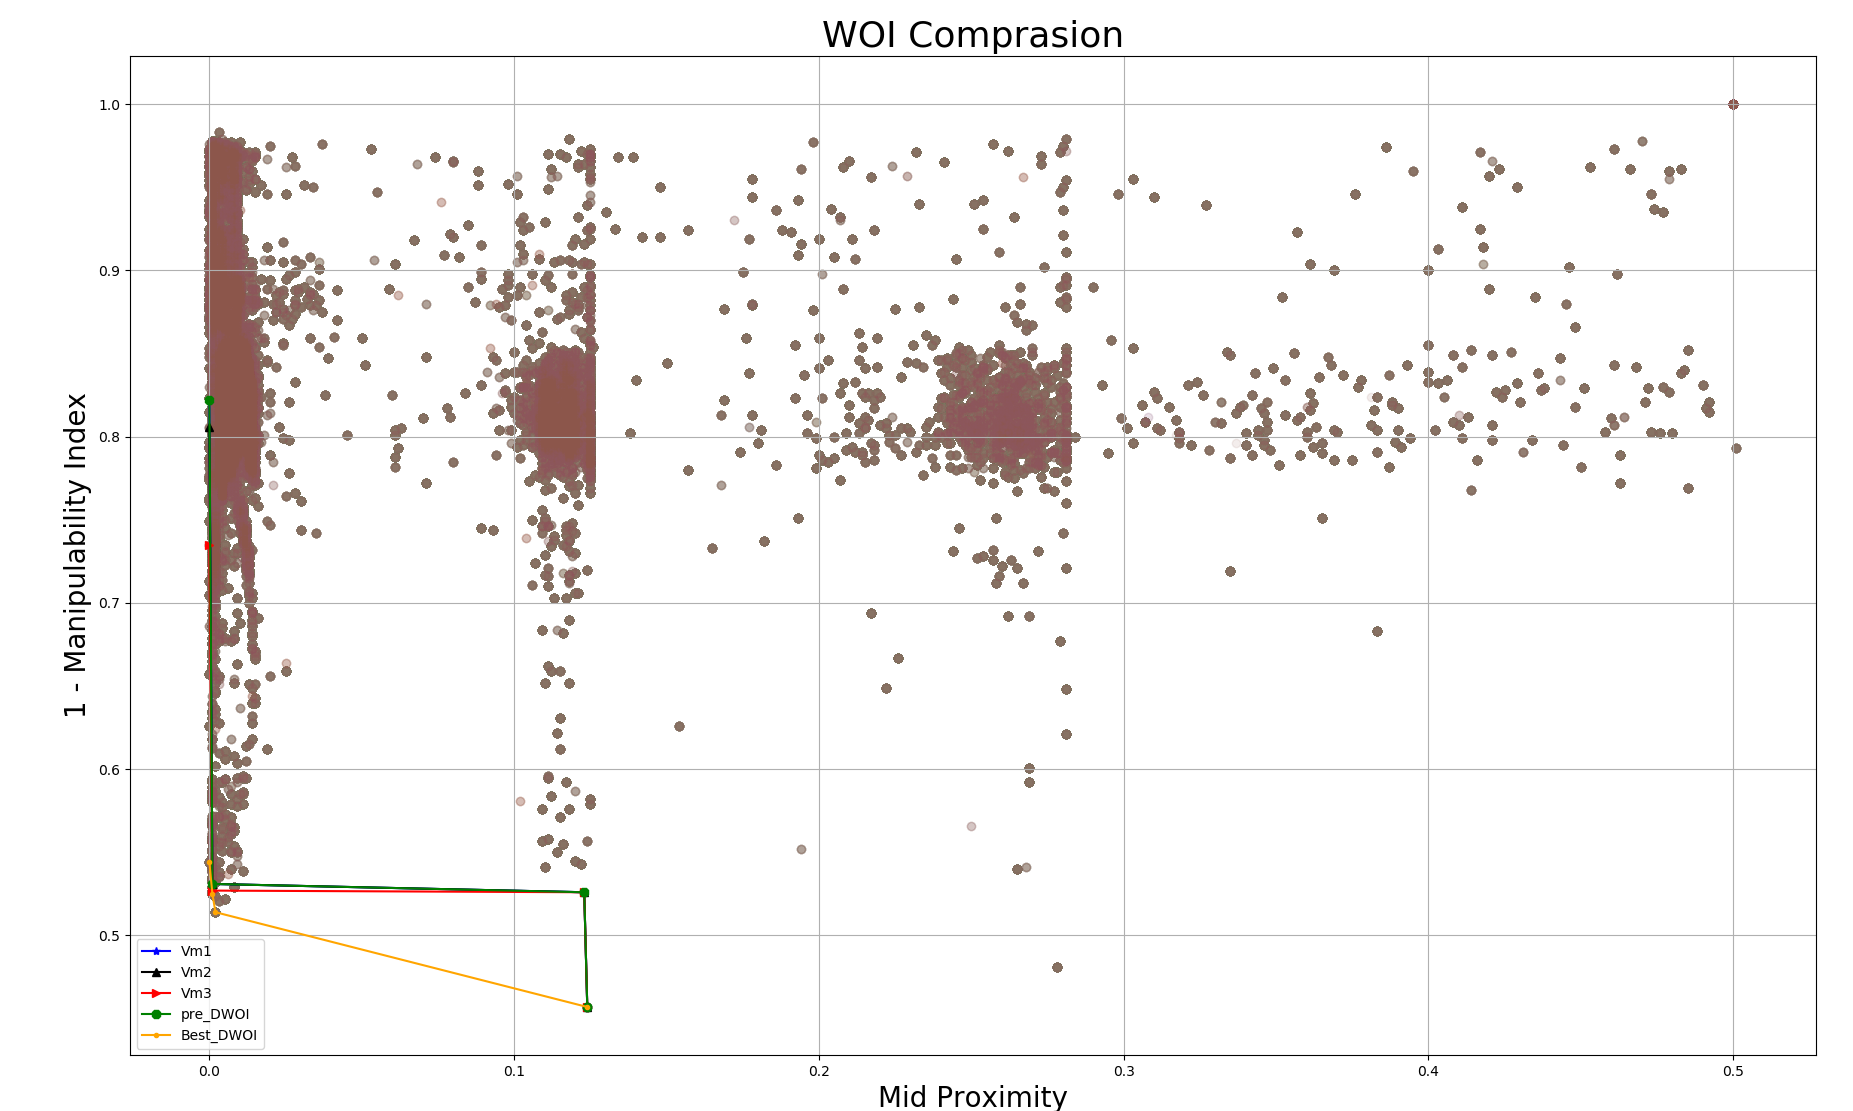 WOI Comprasion
1 - Manipulability Index
1.0
0.9
0.8
0.7
0.6
0.5
Vm1
Vm2
Vm3
pre_DWOI
Best_DWOI
0.0 0.1 0.2 0.3 0.4 0.5
Mid Proximity